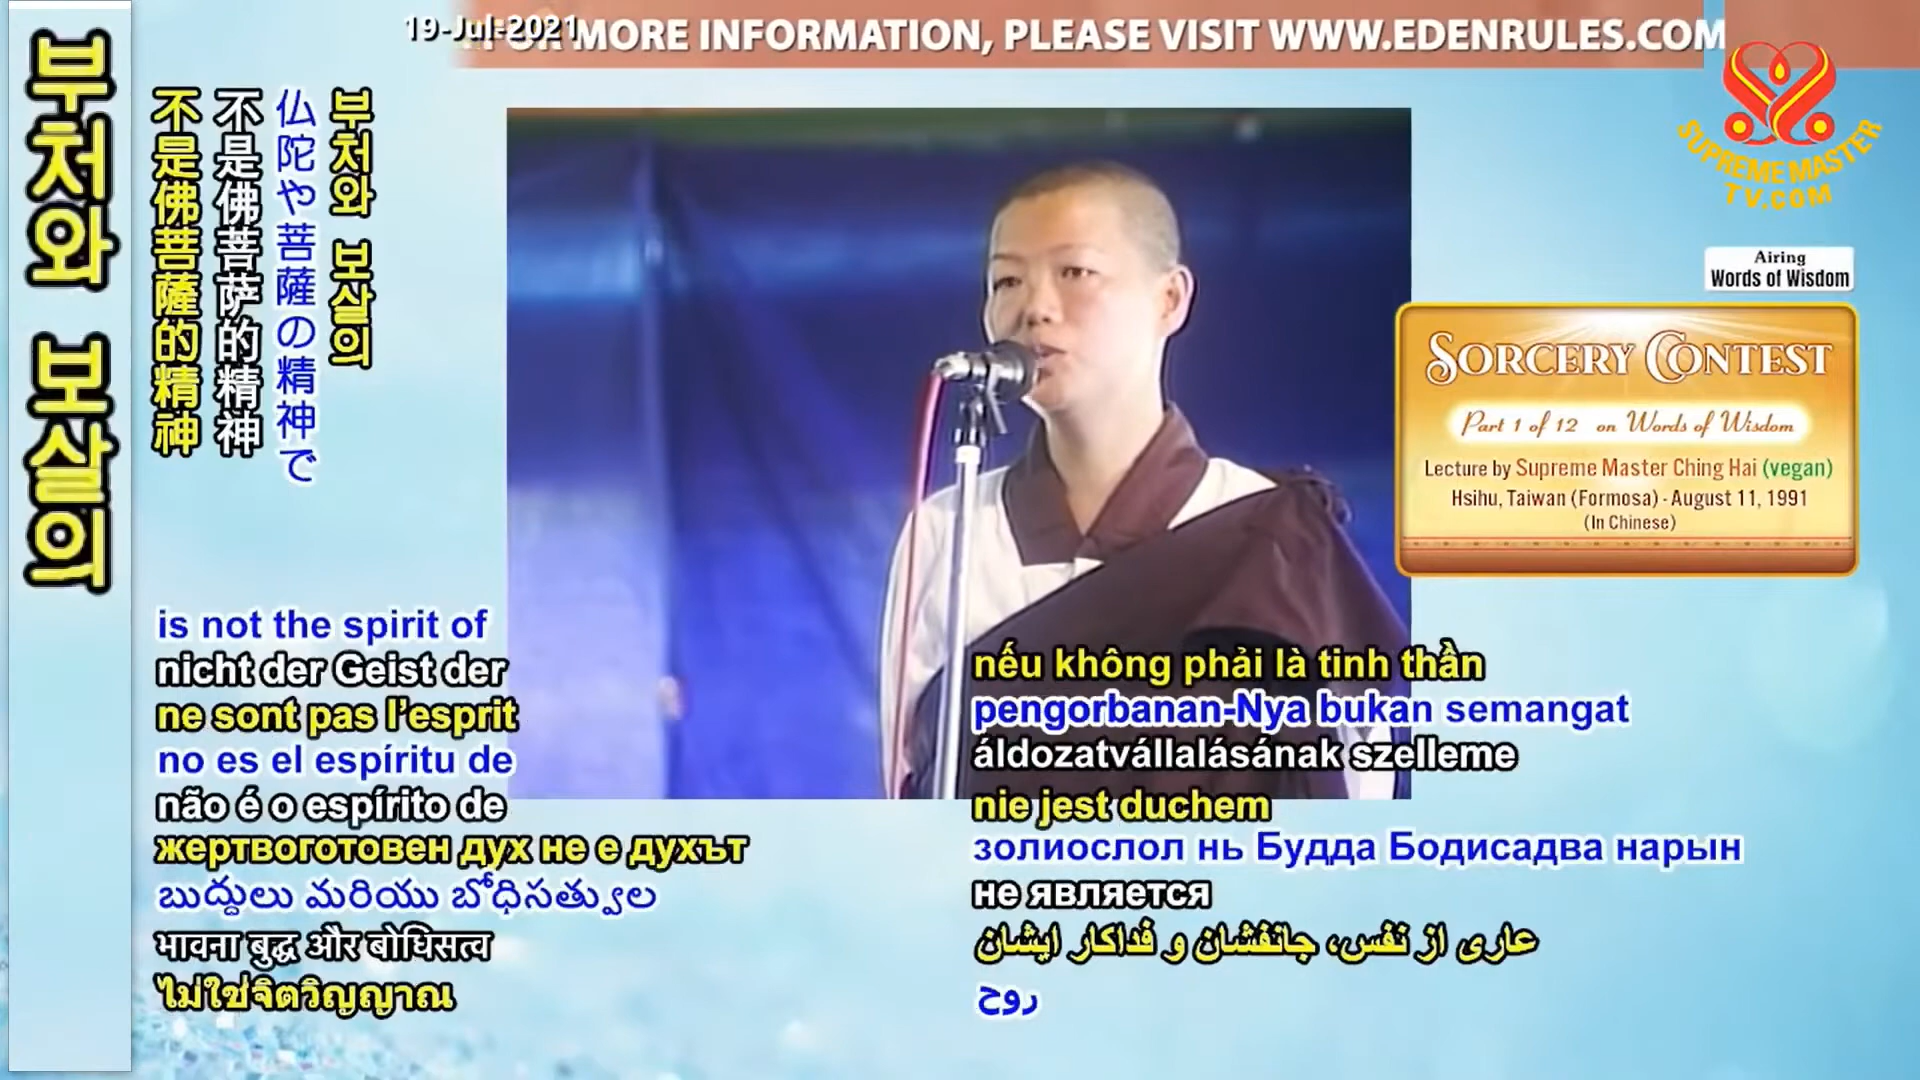 19-Jul-2021
MORE INFORMATION, PLEASE VISIT WWW.EDENRULES.COM
SUPREME MASTER
TV.COM
부처와 보살의
부처와 보살의
仏陀や菩薩の精神で
不是佛菩萨的精神
不是佛菩薩的精神
Airing
Words of Wisdom
SORCERY CONTEST
Part 1 of 12 on Words of Wisdom
Lecture by Supreme Master Ching Hai (vegan)
Hsihu, Taiwan (Formosa) - August 11, 1991
(In Chinese)
is not the spirit of
nicht der Geist der
ne sont pas l’esprit
no es el espíritu de
não é o espírito de
жертвоготовен дух не е духът
బుద్ధులు మరియు బోధిసత్వుల
भावना बुद्ध और बोधिसत्व
ไม่ใช่จิตวิญญาณ
nếu không phải là tinh thần
pengorbanan-Nya bukan semangat
áldozatvállalásának szelleme
nie jest duchem
золиослол нь Будда Бодисадва нарын
не является
عاری از نفس، جانفشان و فداکار ایشان
روح